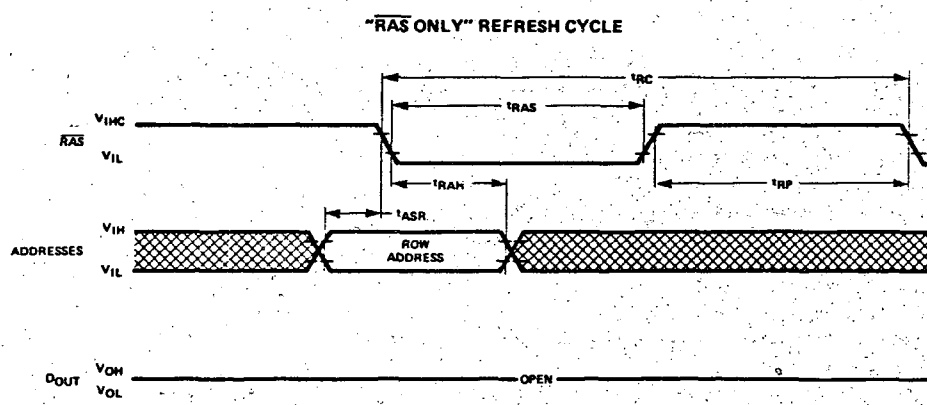 "RAS ONLY" REFRESH CYCLE
tRC
tRAS
VIHC
RAS
VIL
tRAH
tRP
tASR
VIH
ADDRESSES
ROW
ADDRESS
VIL
VOH
DOUT
OPEN
VOL